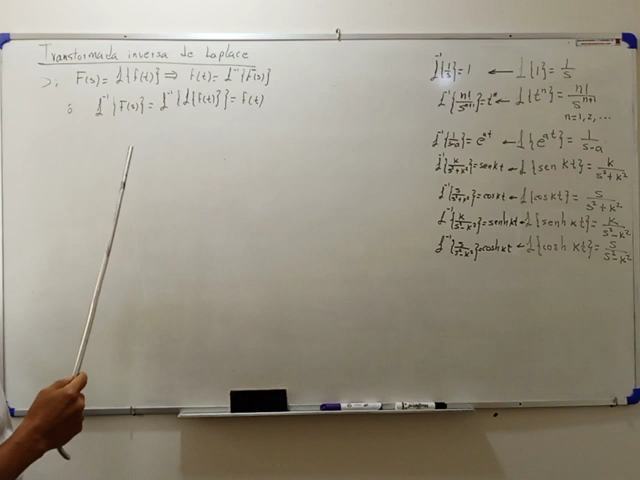 Transformada inversa de Laplace
Si F(s) = ℒ{f(t)} ⇒ f(t) = ℒ⁻¹{F(s)}
ó ℒ⁻¹{F(s)} = ℒ⁻¹{ℒ{f(t)}} = f(t)
ℒ⁻¹{1/s} = 1 ← ℒ{1} = 1/s
ℒ⁻¹{n!/sⁿ⁺¹} = tⁿ ← ℒ{tⁿ} = n!/sⁿ⁺¹
n=1,2,...
ℒ⁻¹{1/(s-a)} = eᵃᵗ ← ℒ{eᵃᵗ} = 1/(s-a)
ℒ⁻¹{k/(s²+k²)} = sen kt ← ℒ{sen kt} = k/(s²+k²)
ℒ⁻¹{s/(s²+k²)} = cos kt ← ℒ{cos kt} = s/(s²+k²)
ℒ⁻¹{k/(s²-k²)} = senh kt ← ℒ{senh kt} = k/(s²-k²)
ℒ⁻¹{s/(s²-k²)} = cosh kt ← ℒ{cosh kt} = s/(s²-k²)